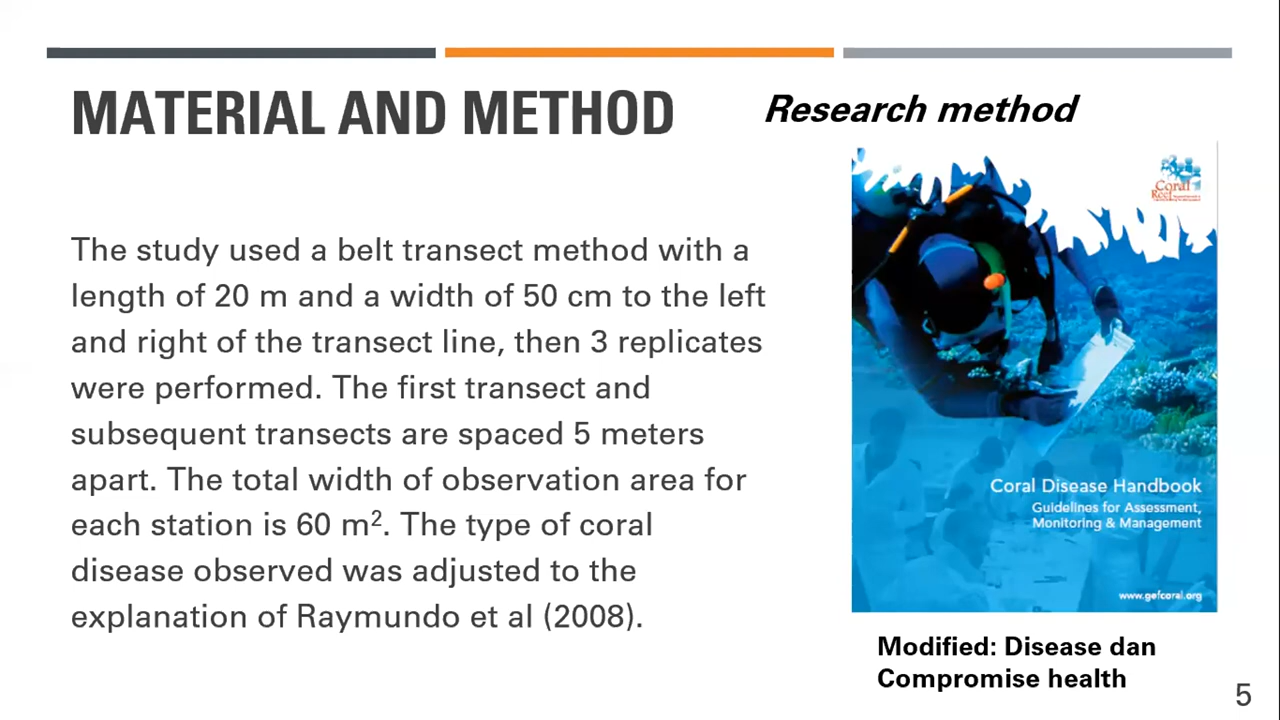 MATERIAL AND METHOD
Research method
The study used a belt transect method with a
length of 20 m and a width of 50 cm to the left
and right of the transect line, then 3 replicates
were performed. The first transect and
subsequent transects are spaced 5 meters
apart. The total width of observation area for
each station is 60 m². The type of coral
disease observed was adjusted to the
explanation of Raymundo et al (2008).
Coral
Reef
Coral Disease Handbook
Guidelines for Assessment,
Monitoring & Management
www.gefcoral.org
Modified: Disease dan
Compromise health
5